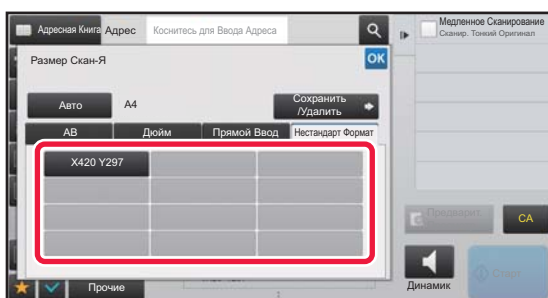 Адресная Книга
Адрес
Коснитесь для Ввода Адреса
Медленное Сканирование
Сканир. Тонкий Оригинал
Размер Скан-Я
OK
Авто
A4
Сохранить
/Удалить
AB
Дюйм
Прямой Ввод
Нестандарт Формат
X420 Y297
Предварит.
CA
Прочие
1
Динамик
Старт